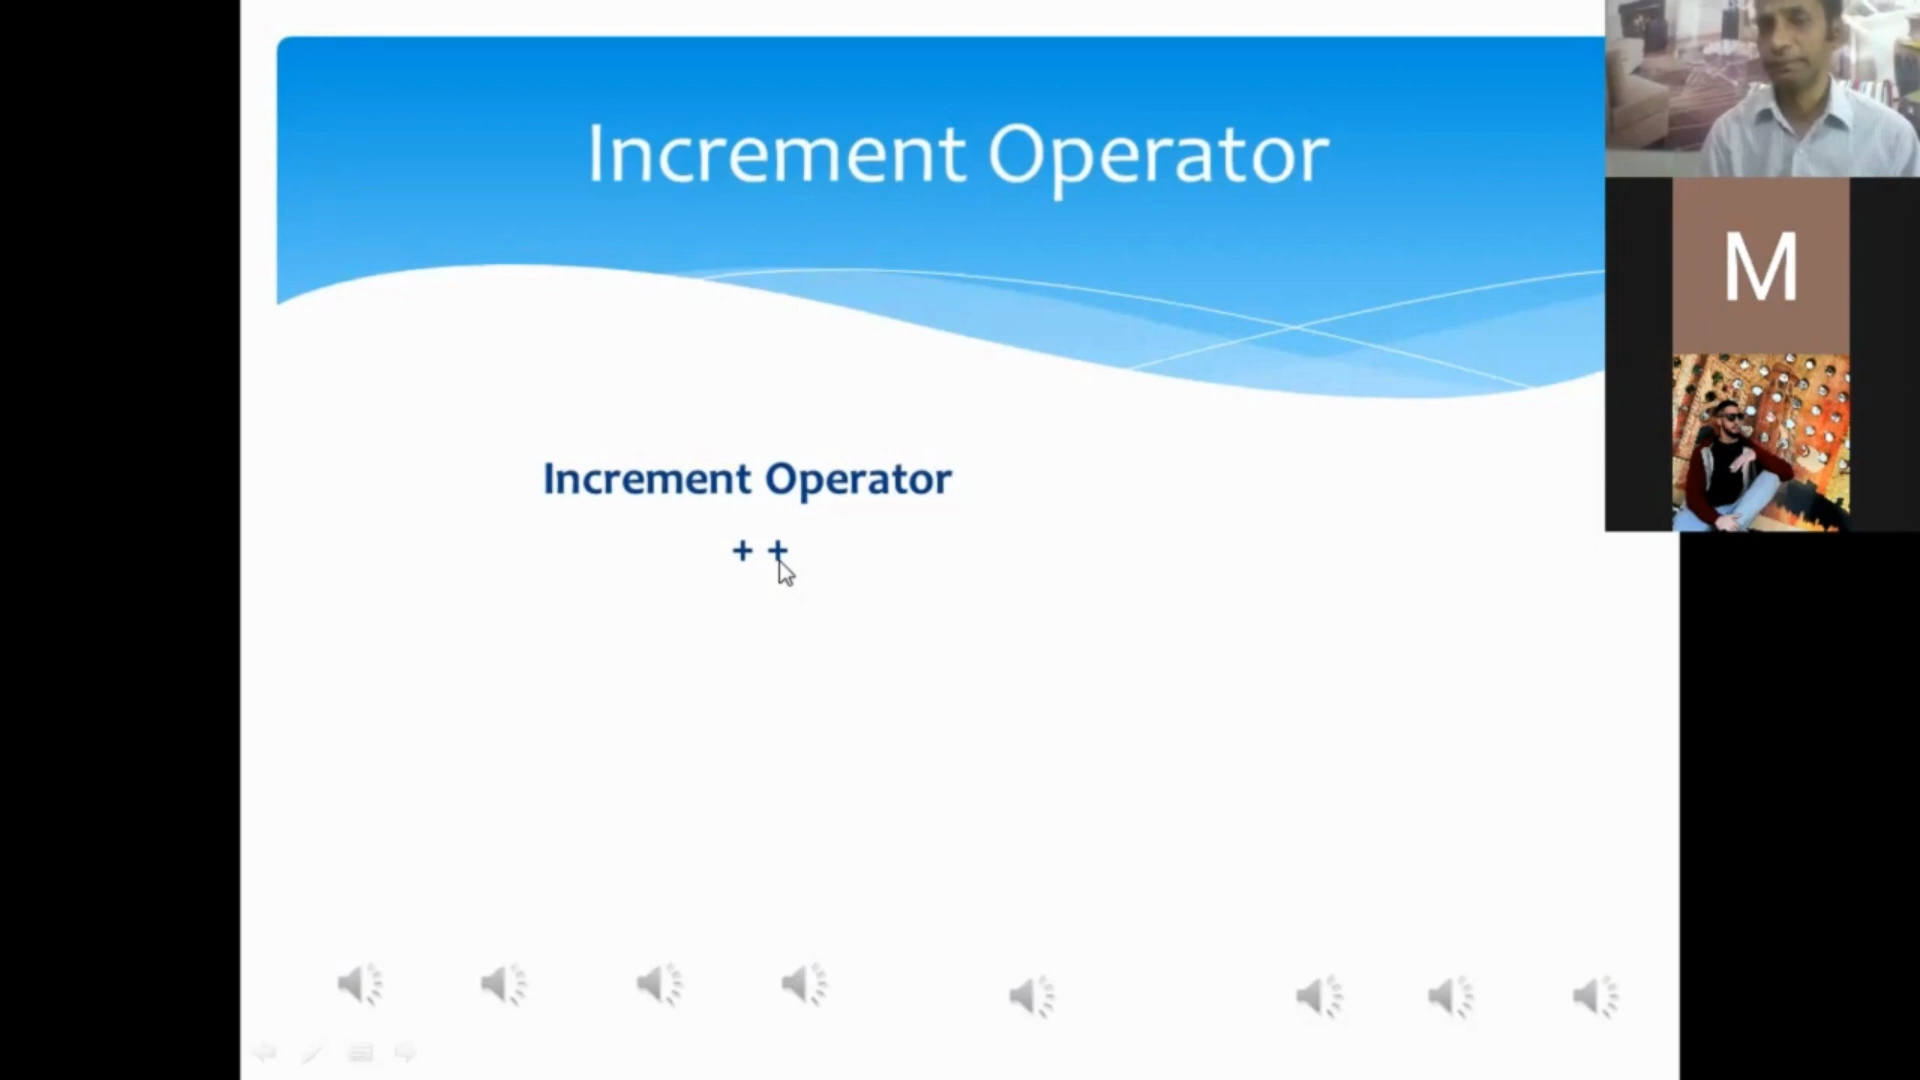 Increment Operator
M
Increment Operator
+ +